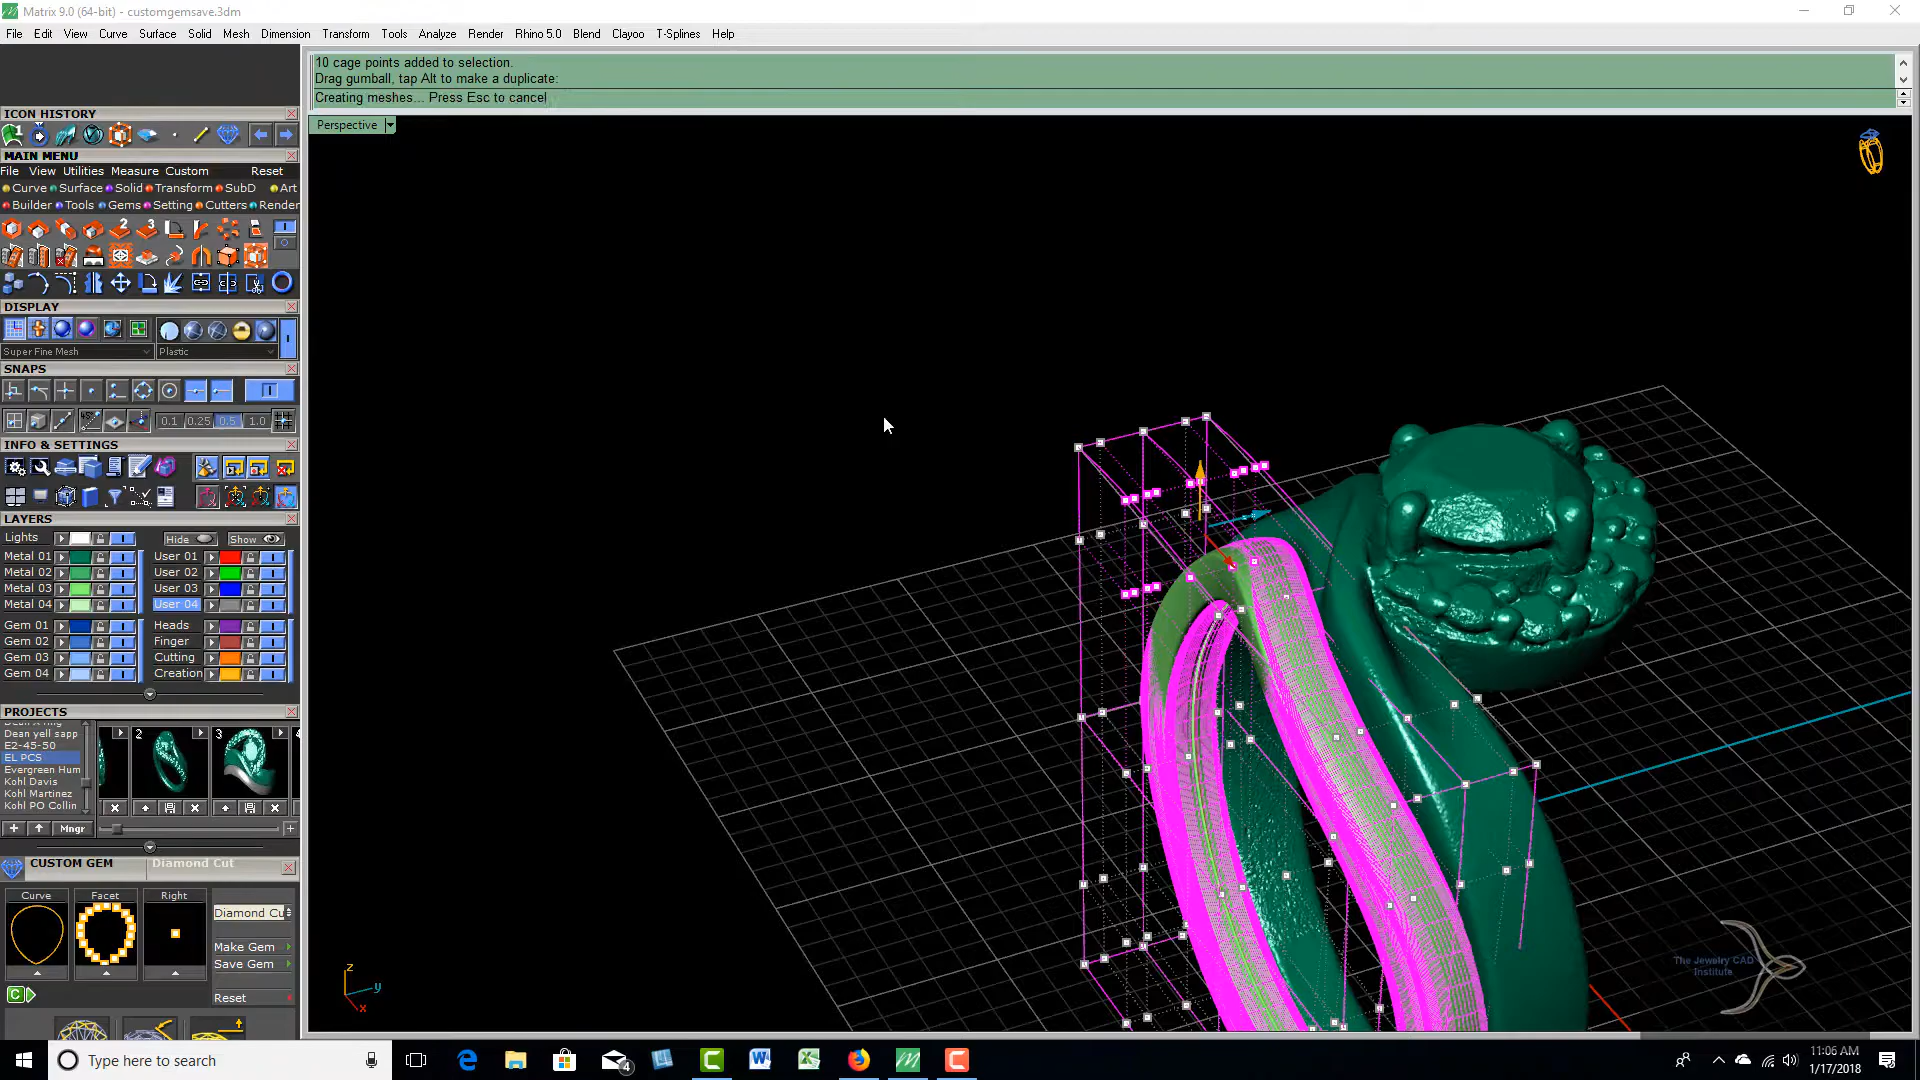 Matrix 9.0 (64-bit) - customgemsave.3dm
File Edit View Curve Surface Solid Mesh Dimension Transform Tools Analyze Render Rhino 5.0 Blend Clayoo T-Splines Help
10 cage points added to selection.
Drag gumball, tap Alt to make a duplicate:
Creating meshes... Press Esc to cancel
Perspective
ICON HISTORY
MAIN MENU
File View Utilities Measure Custom Reset
Curve Surface Solid Transform SubD Art
Builder Tools Gems Setting Cutters Render
2 3
DISPLAY
Super Fine Mesh Plastic
SNAPS
0.1 0.25 0.5 1.0
INFO & SETTINGS
LAYERS
Lights Hide Show
Metal 01 User 01
Metal 02 User 02
Metal 03 User 03
Metal 04 User 04
Gem 01 Heads
Gem 02 Finger
Gem 03 Cutting
Gem 04 Creation
PROJECTS
Dean yell sapp
E2-45-50
EL PCS
Evergreen Hum
Kohl Davis
Kohl Martinez
Kohl PO Collin
2 3 4
Mngr
CUSTOM GEM Diamond Cut
Curve Facet Right
Diamond Cu
Make Gem
Save Gem
Reset
C
z
y
x
The Jewelry CAD
Institute
Type here to search
4
11:06 AM
1/17/2018